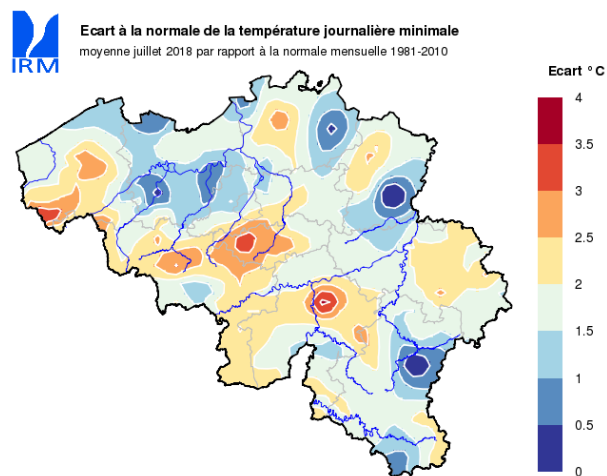 Ecart à la normale de la température journalière minimale
moyenne juillet 2018 par rapport à la normale mensuelle 1981-2010
IRM
Ecart °C
4
3.5
3
2.5
2
1.5
1
0.5
0